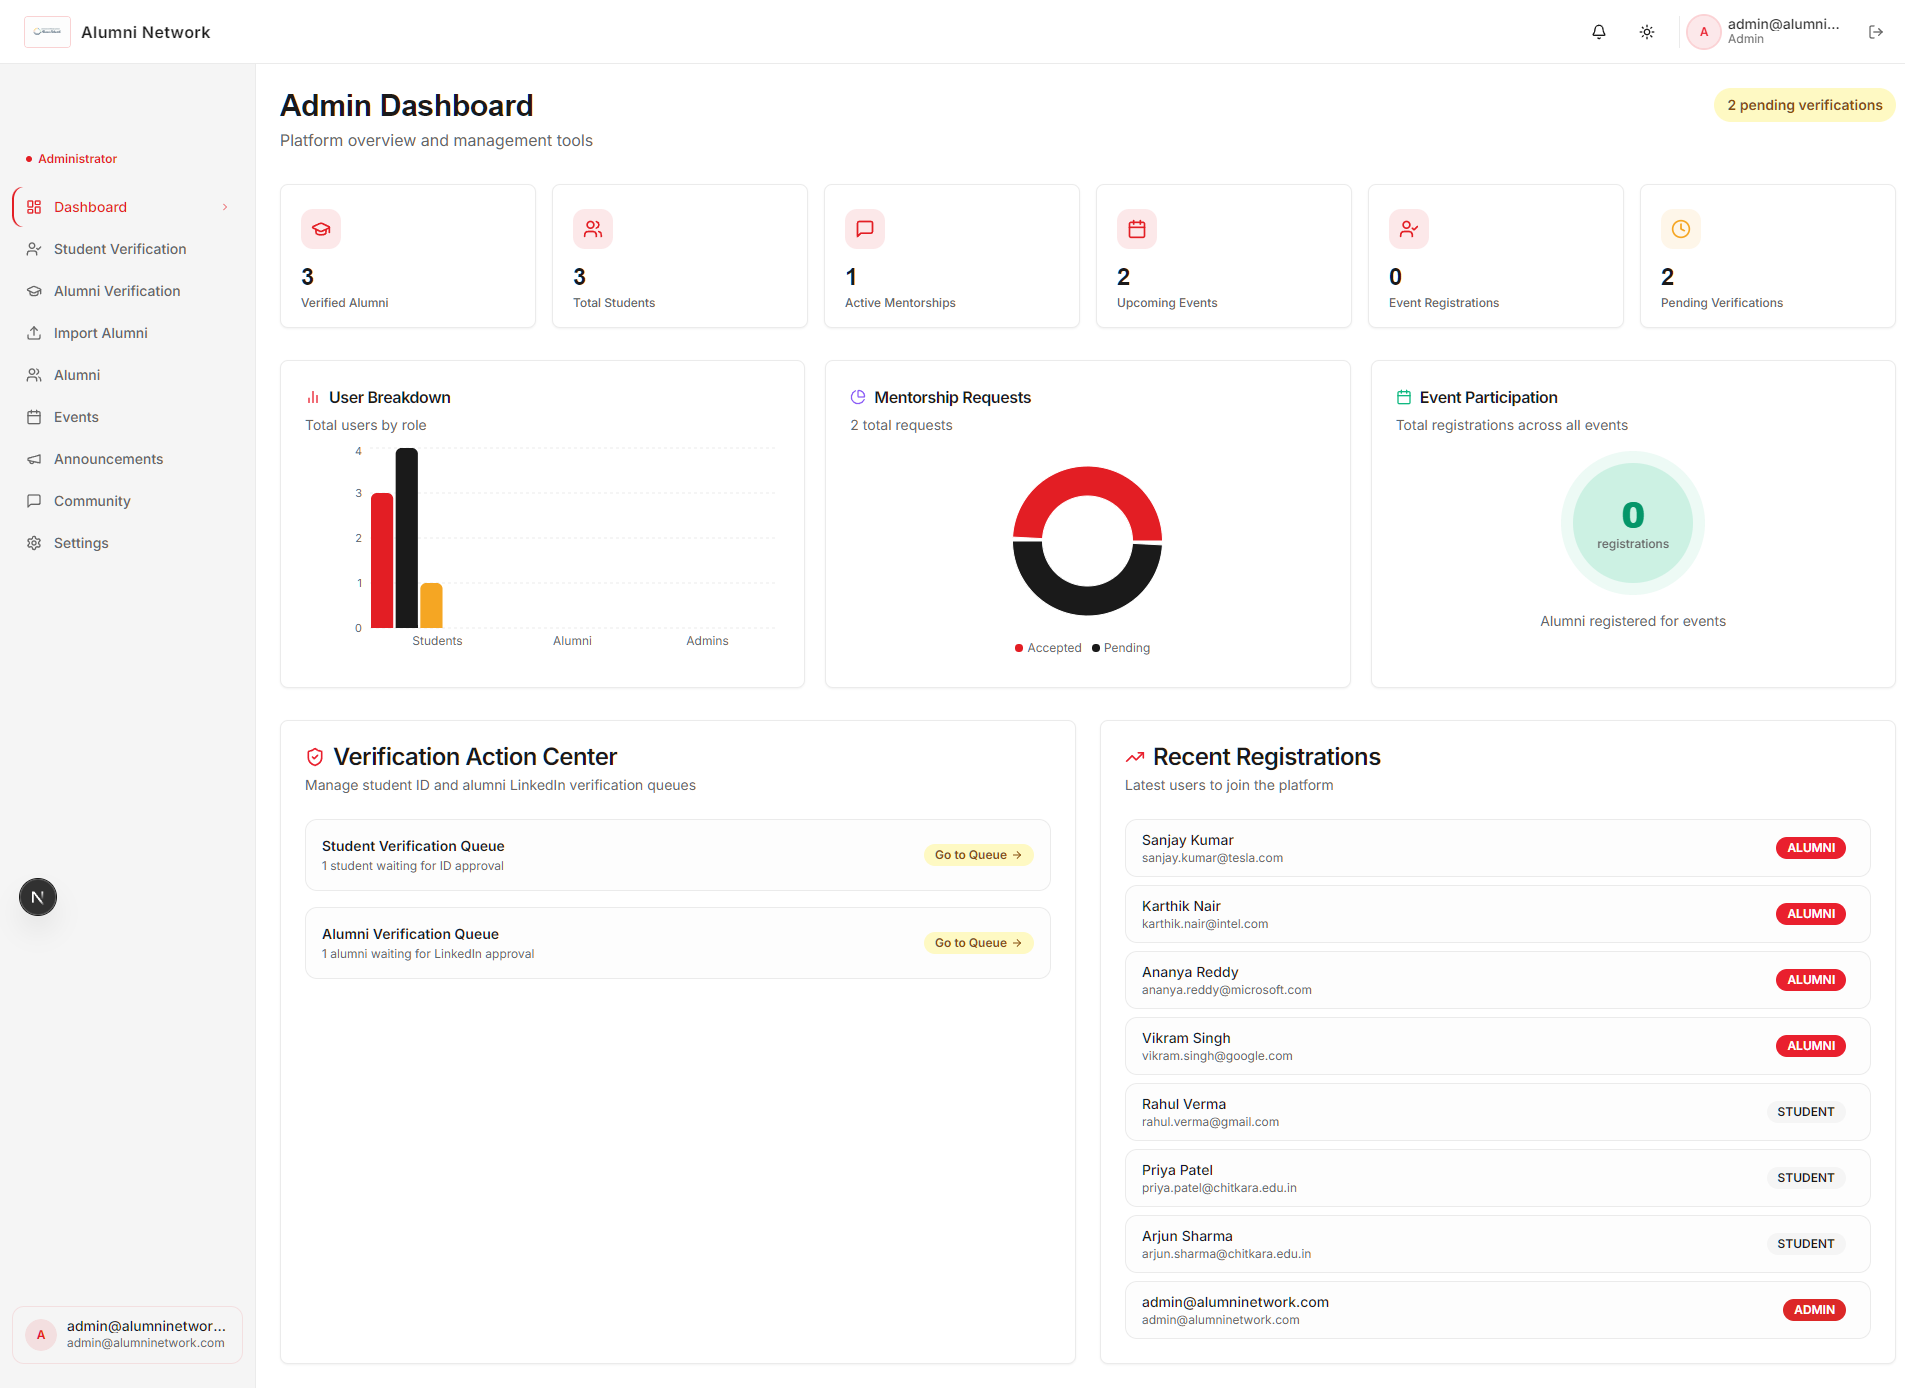 Alumni Network
A
admin@alumni...
Admin
Administrator
Dashboard
Student Verification
Alumni Verification
Import Alumni
Alumni
Events
Announcements
Community
Settings
N
A
admin@alumninetwor...
admin@alumninetwork.com
Admin Dashboard
Platform overview and management tools
2 pending verifications
3
Verified Alumni
3
Total Students
1
Active Mentorships
2
Upcoming Events
0
Event Registrations
2
Pending Verifications
User Breakdown
Total users by role
4
3
2
1
0
Students Alumni Admins
Mentorship Requests
2 total requests
Accepted Pending
Event Participation
Total registrations across all events
0
registrations
Alumni registered for events
Verification Action Center
Manage student ID and alumni LinkedIn verification queues
Student Verification Queue
1 student waiting for ID approval
Go to Queue →
Alumni Verification Queue
1 alumni waiting for LinkedIn approval
Go to Queue →
Recent Registrations
Latest users to join the platform
Sanjay Kumar
sanjay.kumar@tesla.com
ALUMNI
Karthik Nair
karthik.nair@intel.com
ALUMNI
Ananya Reddy
ananya.reddy@microsoft.com
ALUMNI
Vikram Singh
vikram.singh@google.com
ALUMNI
Rahul Verma
rahul.verma@gmail.com
STUDENT
Priya Patel
priya.patel@chitkara.edu.in
STUDENT
Arjun Sharma
arjun.sharma@chitkara.edu.in
STUDENT
admin@alumninetwork.com
admin@alumninetwork.com
ADMIN